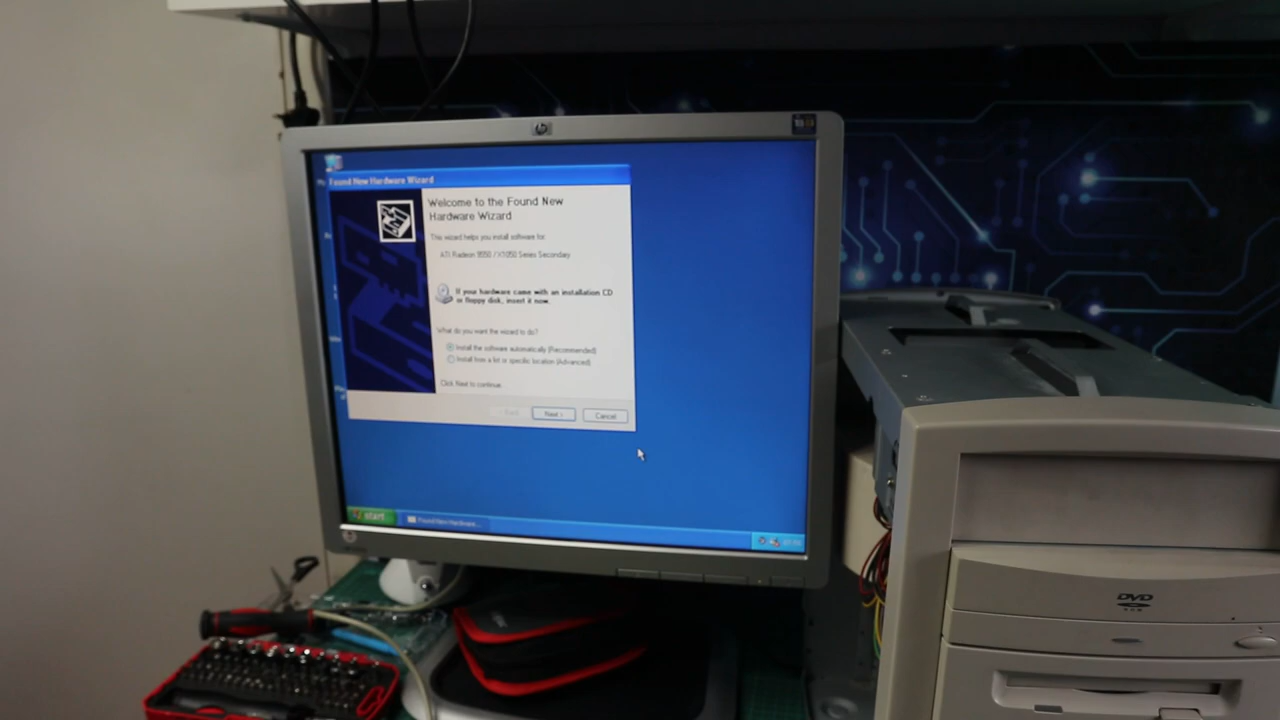 hp
Found New Hardware Wizard
Welcome to the Found New
Hardware Wizard
This wizard helps you install software for:
ATI Radeon 9550 / X1050 Series Secondary
If your hardware came with an installation CD
or floppy disk, insert it now.
What do you want the wizard to do?
Install the software automatically (Recommended)
Install from a list or specific location (Advanced)
Click Next to continue.
< Back
Next >
Cancel
start
Found New Hardware...
DVD
ROM